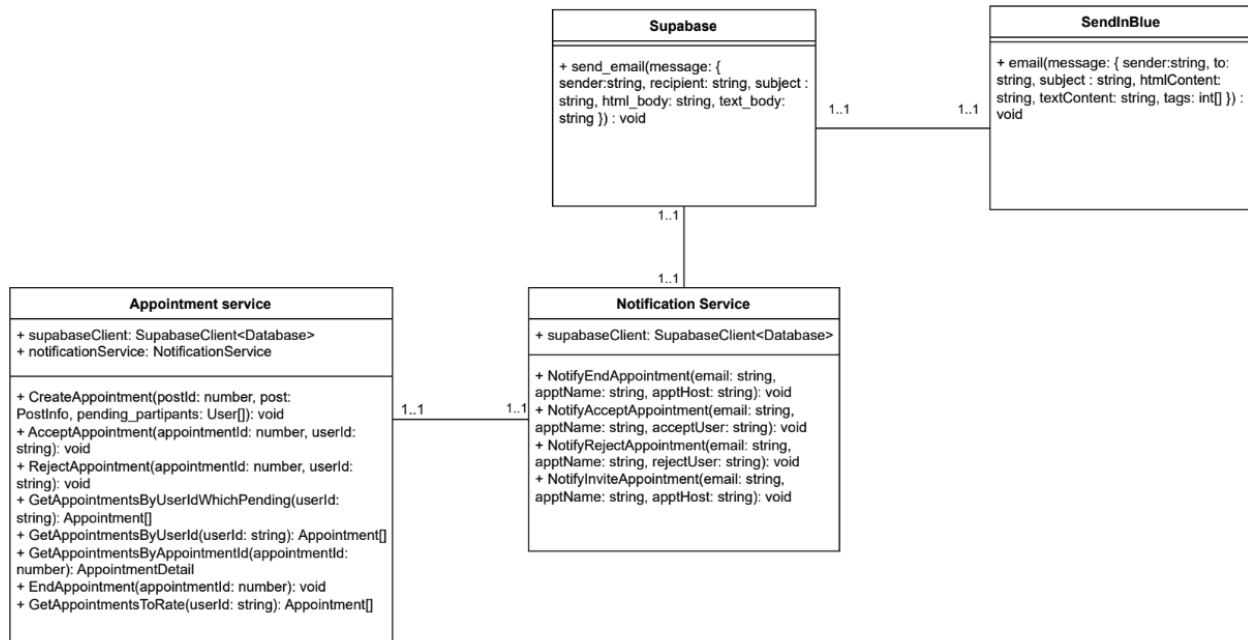 Supabase
+ send_email(message: {
sender:string, recipient: string, subject :
string, html_body: string, text_body:
string }) : void
SendInBlue
+ email(message: { sender:string, to:
string, subject : string, htmlContent:
string, textContent: string, tags: int[] }) :
void
1..1
1..1
1..1
1..1
Appointment service
+ supabaseClient: SupabaseClient<Database>
+ notificationService: NotificationService
+ CreateAppointment(postId: number, post:
PostInfo, pending_partipants: User[]): void
+ AcceptAppointment(appointmentId: number, userId:
string): void
+ RejectAppointment(appointmentId: number, userId:
string): void
+ GetAppointmentsByUserIdWhichPending(userId:
string): Appointment[]
+ GetAppointmentsByUserId(userId: string): Appointment[]
+ GetAppointmentsByAppointmentId(appointmentId:
number): AppointmentDetail
+ EndAppointment(appointmentId: number): void
+ GetAppointmentsToRate(userId: string): Appointment[]
1..1
1..1
Notification Service
+ supabaseClient: SupabaseClient<Database>
+ NotifyEndAppointment(email: string,
apptName: string, apptHost: string): void
+ NotifyAcceptAppointment(email: string,
apptName: string, acceptUser: string): void
+ NotifyRejectAppointment(email: string,
apptName: string, rejectUser: string): void
+ NotifyInviteAppointment(email: string,
apptName: string, apptHost: string): void